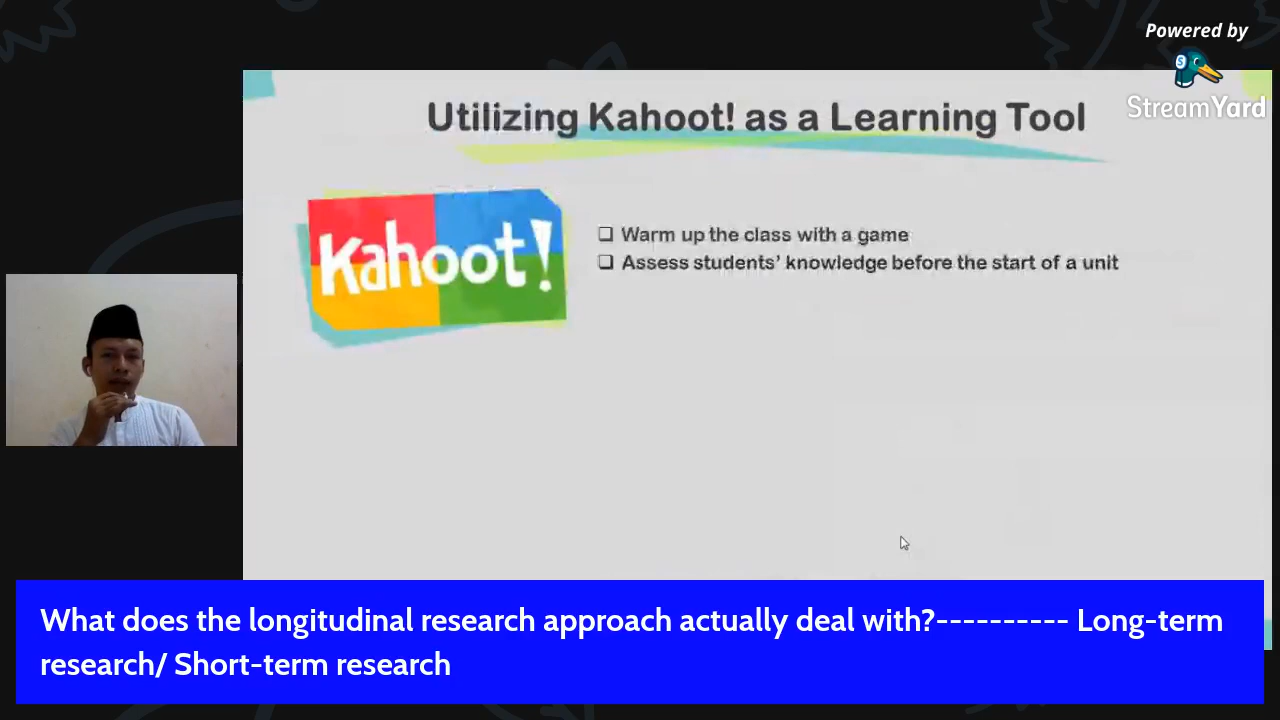 Powered by
StreamYard
Utilizing Kahoot! as a Learning Tool
Kahoot!
Warm up the class with a game
Assess students’ knowledge before the start of a unit
What does the longitudinal research approach actually deal with?---------- Long-term
research/ Short-term research